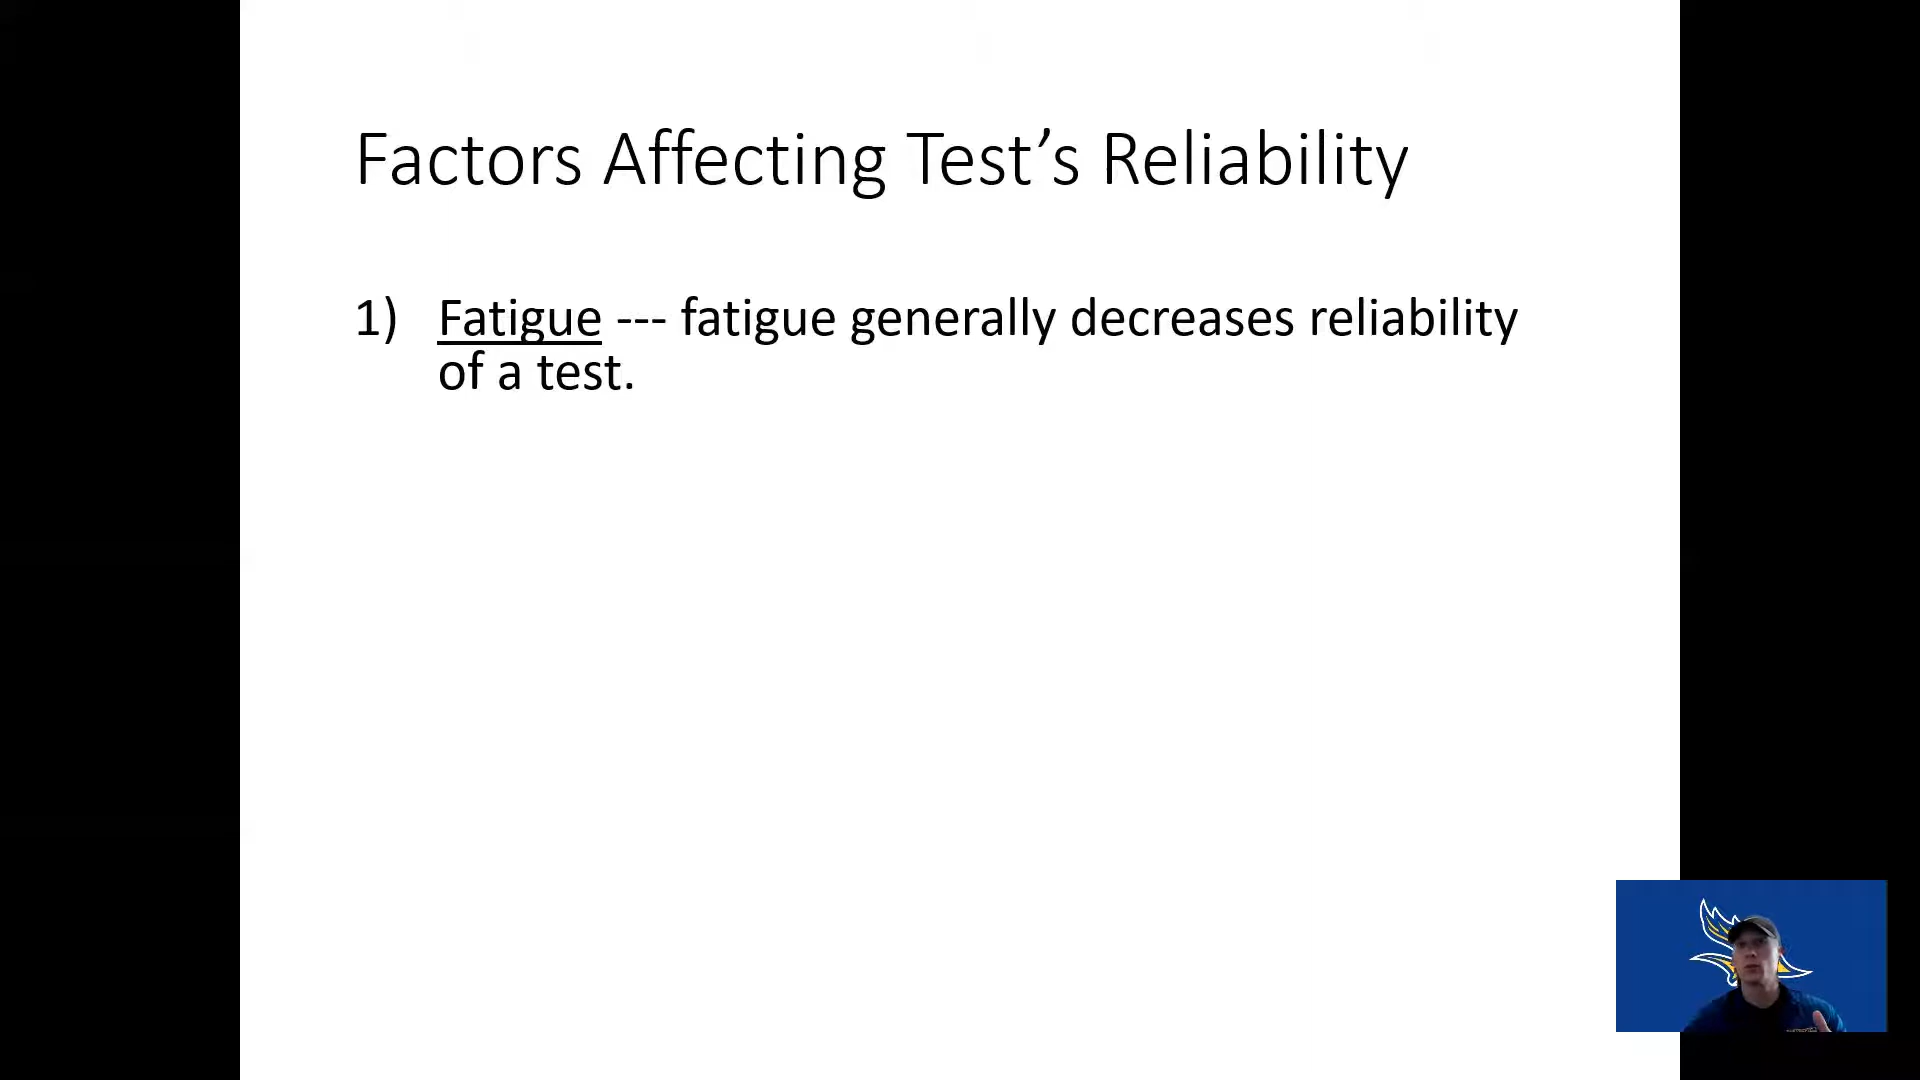 Factors Affecting Test’s Reliability
1) Fatigue --- fatigue generally decreases reliability
of a test.